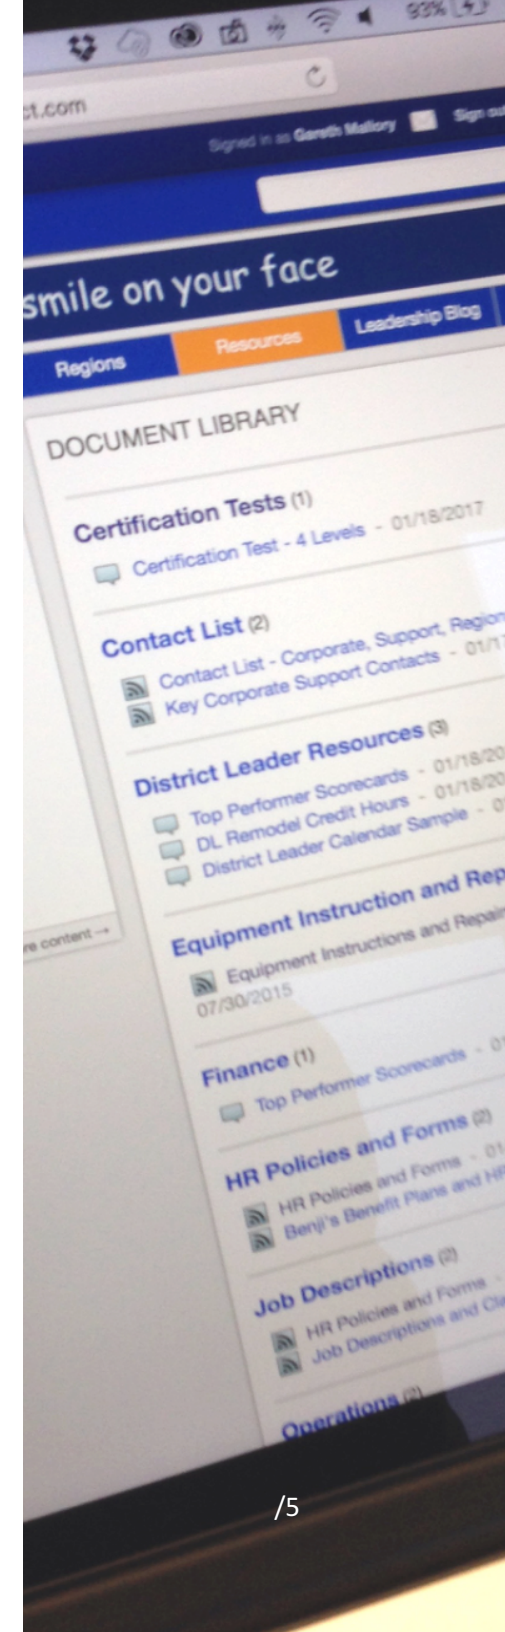 93%
ct.com
Signed in as Gareth Mallory Sign out
smile on your face
Regions Resources Leadership Blog
DOCUMENT LIBRARY
Certification Tests (1)
Certification Test - 4 Levels - 01/18/2017
Contact List (2)
Contact List - Corporate, Support, Region
Key Corporate Support Contacts - 01/1
District Leader Resources (3)
Top Performer Scorecards - 01/18/20
DL Remodel Credit Hours - 01/18/20
District Leader Calendar Sample - 0
re content →
Equipment Instruction and Rep
Equipment Instructions and Repair
07/30/2015
Finance (1)
Top Performer Scorecards - 01
HR Policies and Forms (2)
HR Policies and Forms - 01
Benji's Benefit Plans and HR
Job Descriptions (2)
HR Policies and Forms -
Job Descriptions and Cla
Operations (2)
/5